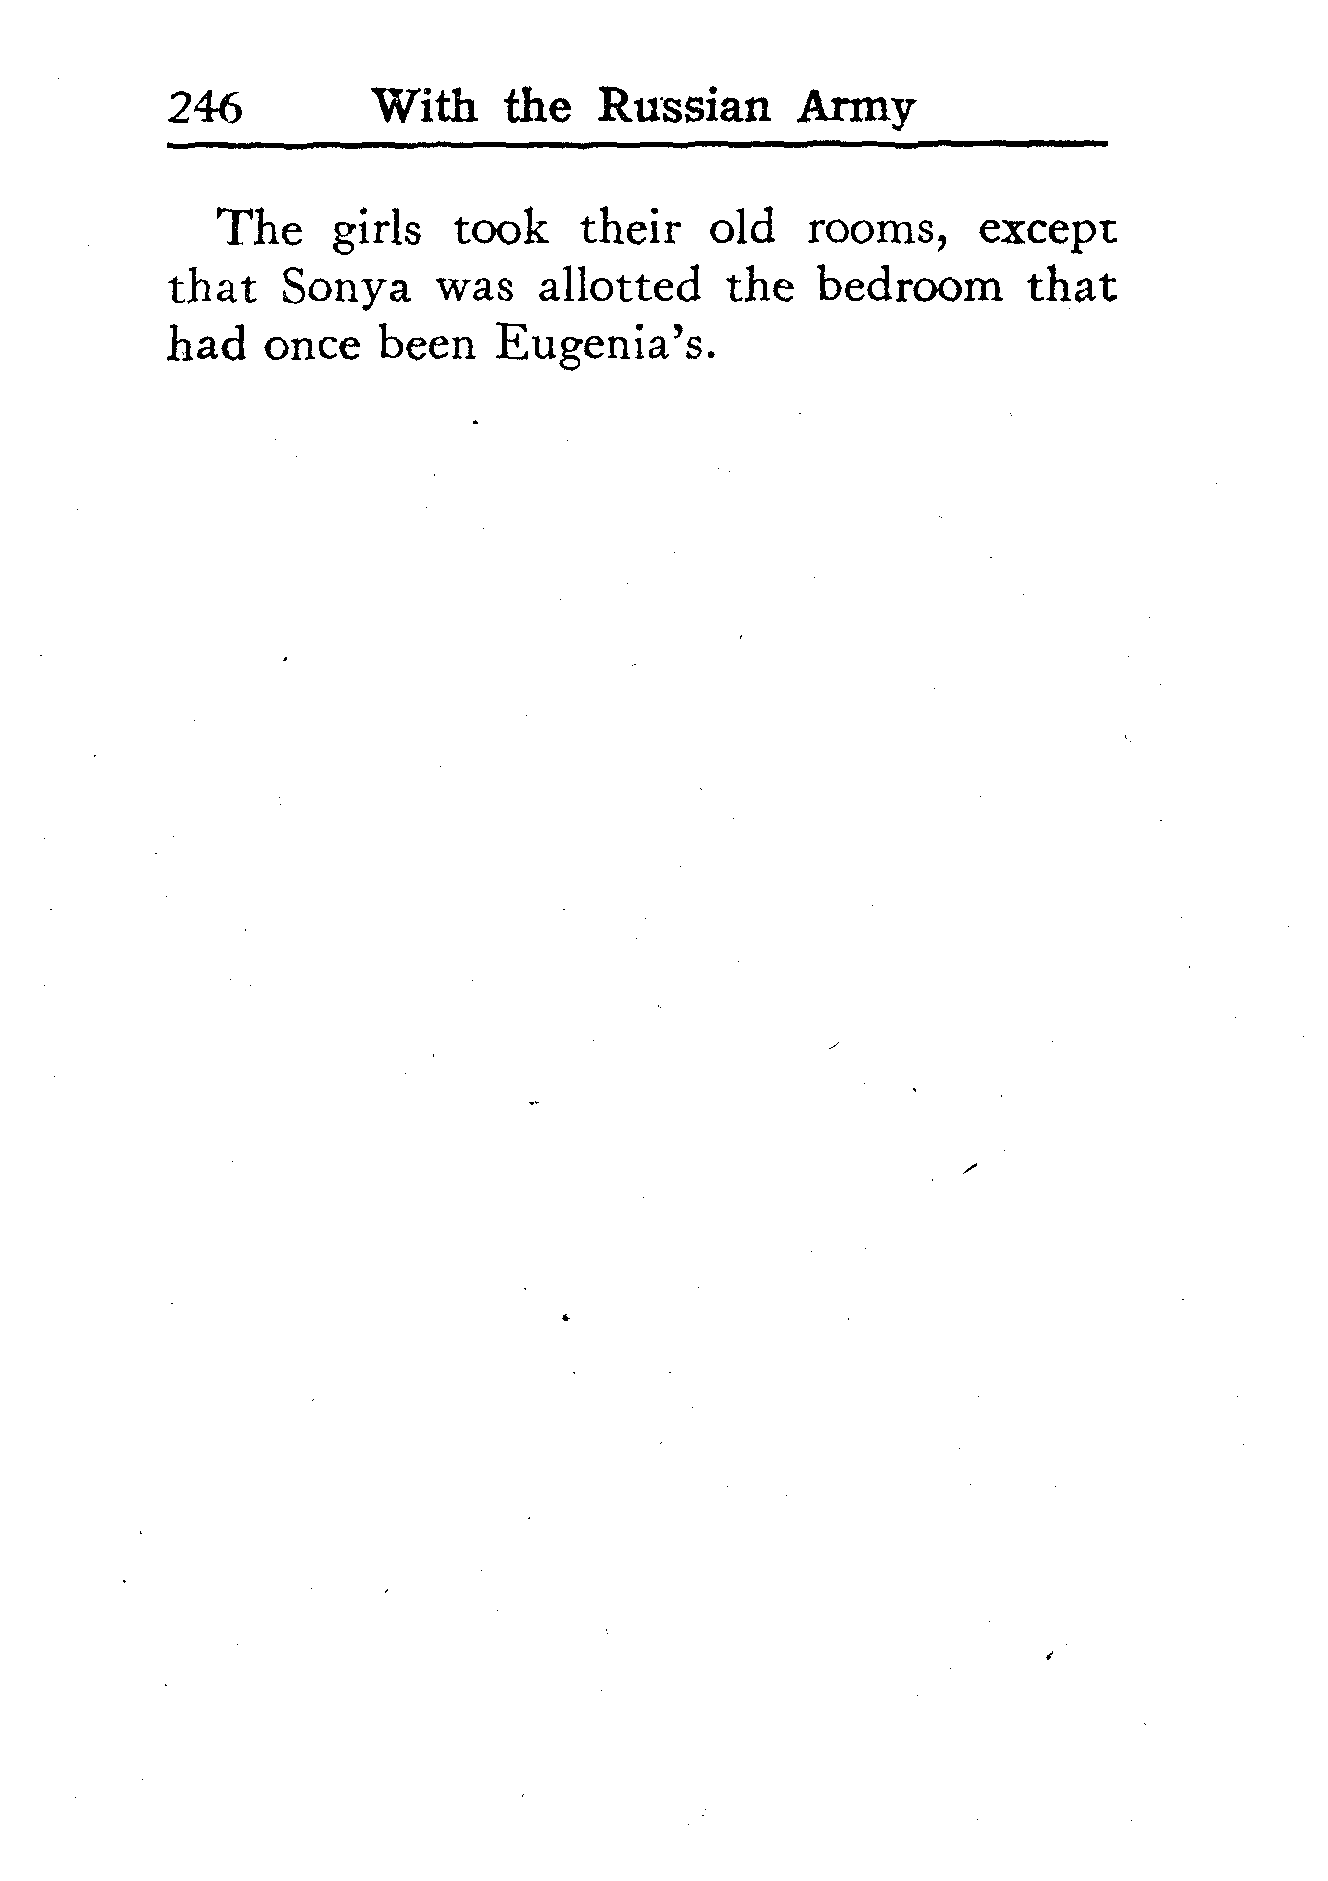 246 With the Russian Army
The girls took their old rooms, except
that Sonya was allotted the bedroom that
had once been Eugenia's.